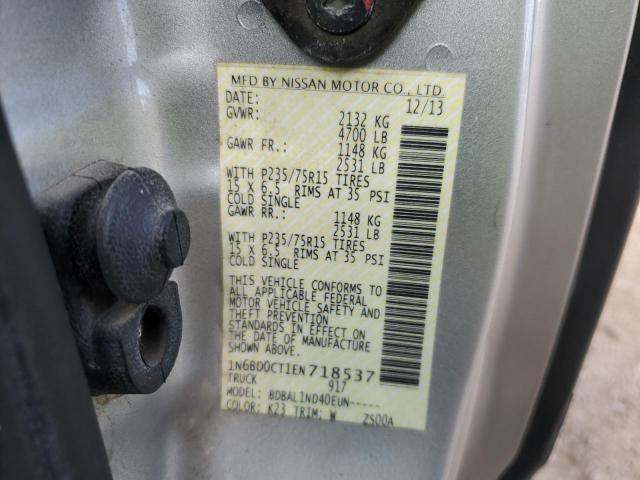 MFD BY NISSAN MOTOR CO., LTD.
DATE: 12/13
GVWR: 2132 KG
4700 LB
GAWR FR.: 1148 KG
2531 LB
WITH P235/75R15 TIRES
15 X 6.5 RIMS AT 35 PSI
COLD SINGLE
GAWR RR.: 1148 KG
2531 LB
WITH P235/75R15 TIRES
15 X 6.5 RIMS AT 35 PSI
COLD SINGLE
THIS VEHICLE CONFORMS TO
ALL APPLICABLE FEDERAL
MOTOR VEHICLE SAFETY AND
THEFT PREVENTION
STANDARDS IN EFFECT ON
THE DATE OF MANUFACTURE
SHOWN ABOVE.
1N6BD0CT1EN718537
TRUCK 917
MODEL: BDBAL1ND40EUN-----
COLOR: K23 TRIM: W ZS00A